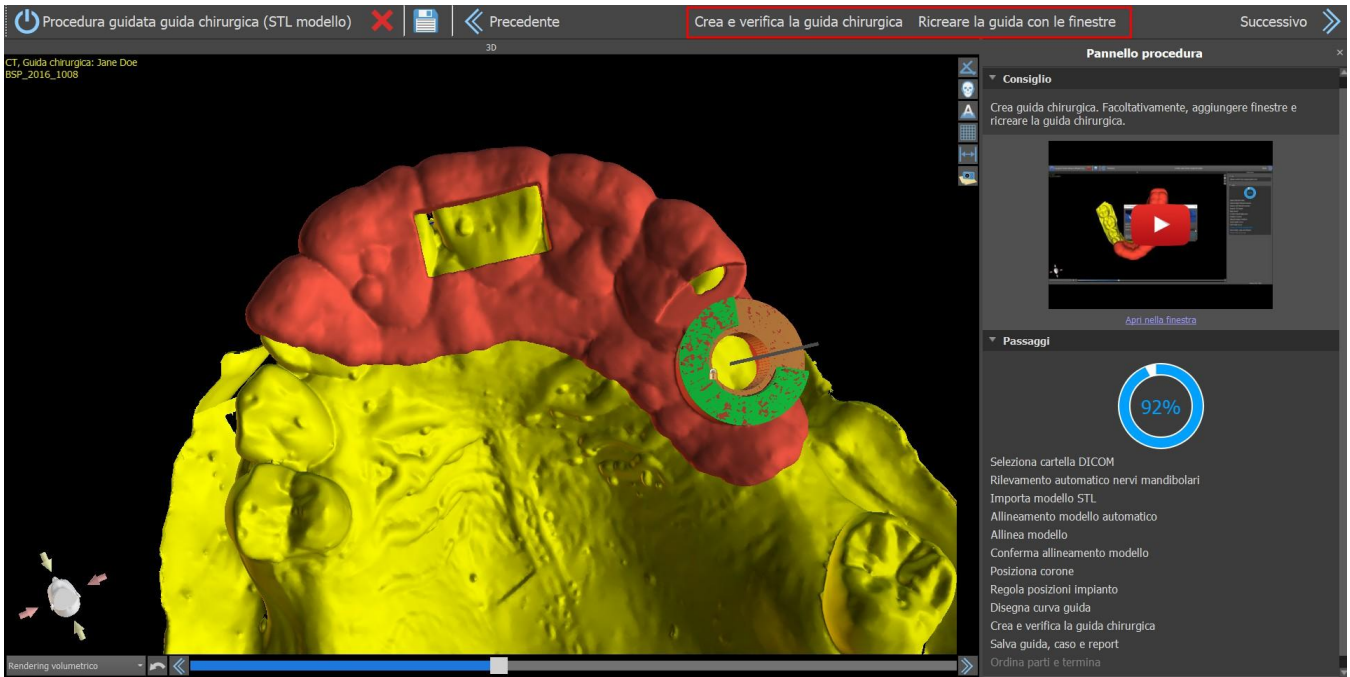 Procedura guidata guida chirurgica (STL modello)
Precedente
Crea e verifica la guida chirurgica
Ricreare la guida con le finestre
Successivo
3D
CT, Guida chirurgica: Jane Doe
BSP_2016_1008
Pannello procedura
Consiglio
Crea guida chirurgica. Facoltativamente, aggiungere finestre e
ricreare la guida chirurgica.
Apri nella finestra
Passaggi
92%
Seleziona cartella DICOM
Rilevamento automatico nervi mandibolari
Importa modello STL
Allineamento modello automatico
Allinea modello
Conferma allineamento modello
Posiziona corone
Regola posizioni impianto
Disegna curva guida
Crea e verifica la guida chirurgica
Salva guida, caso e report
Ordina parti e termina
Rendering volumetrico